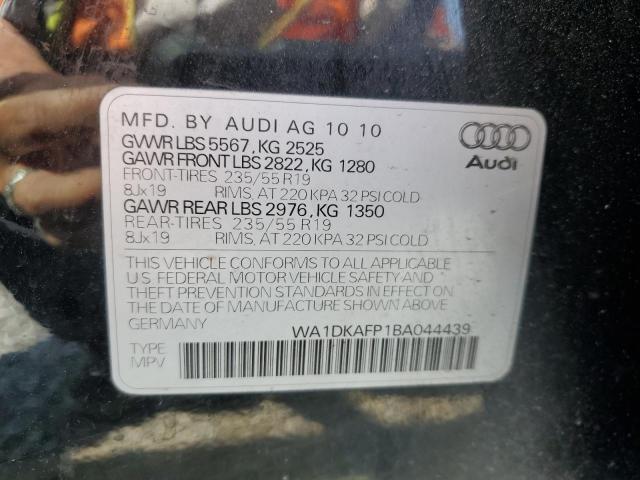 MFD. BY AUDI AG 10 10
GVWR LBS 5567, KG 2525
GAWR FRONT LBS 2822, KG 1280
FRONT-TIRES 235/55 R19
8Jx19 RIMS, AT 220 KPA 32 PSI COLD
GAWR REAR LBS 2976, KG 1350
REAR-TIRES 235/55 R19
8Jx19 RIMS, AT 220 KPA 32 PSI COLD
Audi
THIS VEHICLE CONFORMS TO ALL APPLICABLE
U S FEDERAL MOTOR VEHICLE SAFETY AND
THEFT PREVENTION STANDARDS IN EFFECT ON
THE DATE OF MANUFACTURE SHOWN ABOVE
GERMANY WA1DKAFP1BA044439
TYPE
MPV